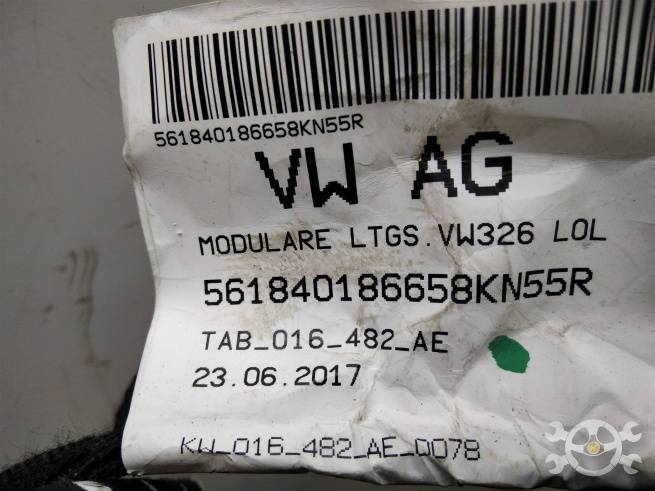 561840186658KN55R
VW AG
MODULARE LTGS.VW326 LOL
561840186658KN55R
TAB_016_482_AE
23.06.2017
KW_016_482_AE_0078